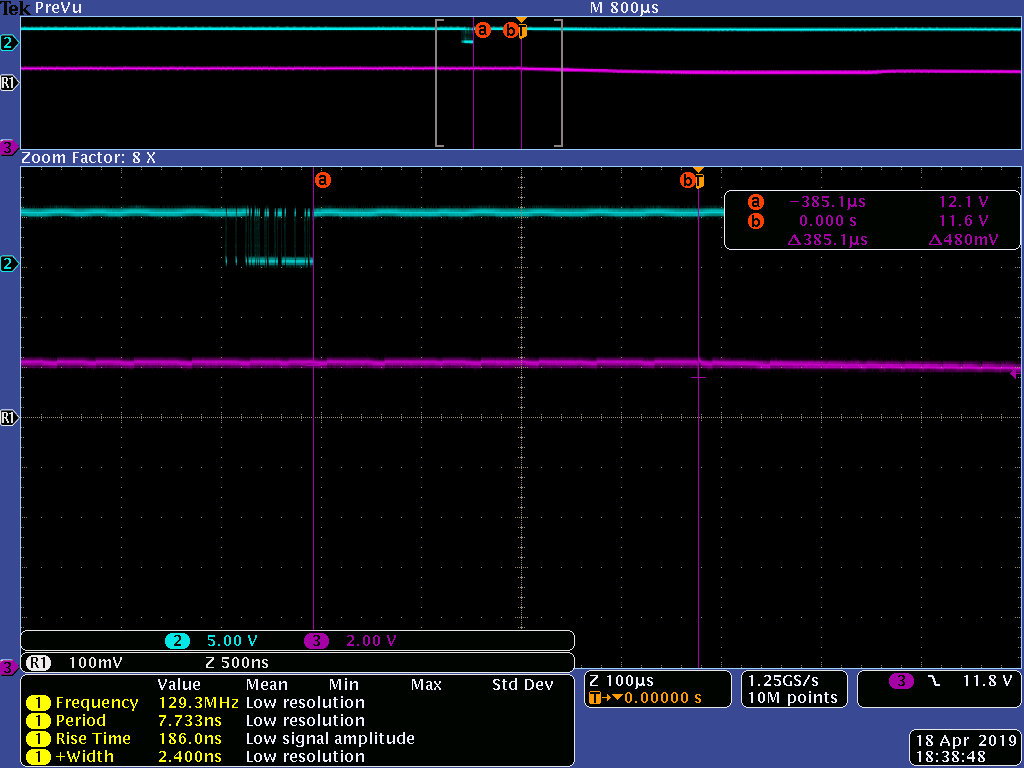 Tek PreVu M 800µs
a b T
2
R1
3
Zoom Factor: 8 X
a b T
a −385.1µs 12.1 V
b 0.000 s 11.6 V
Δ385.1µs Δ480mV
2
R1
2 5.00 V 3 2.00 V
3
R1 100mV Z 500ns
Value Mean Min Max Std Dev
1 Frequency 129.3MHz Low resolution
1 Period 7.733ns Low resolution
1 Rise Time 186.0ns Low signal amplitude
1 +Width 2.400ns Low resolution
Z 100µs
T→▼0.00000 s
1.25GS/s
10M points
3 11.8 V
18 Apr 2019
18:38:48